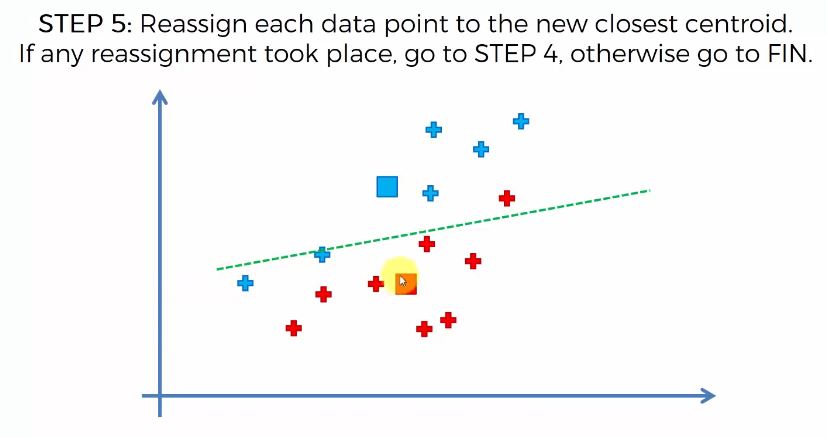 STEP 5: Reassign each data point to the new closest centroid.
If any reassignment took place, go to STEP 4, otherwise go to FIN.